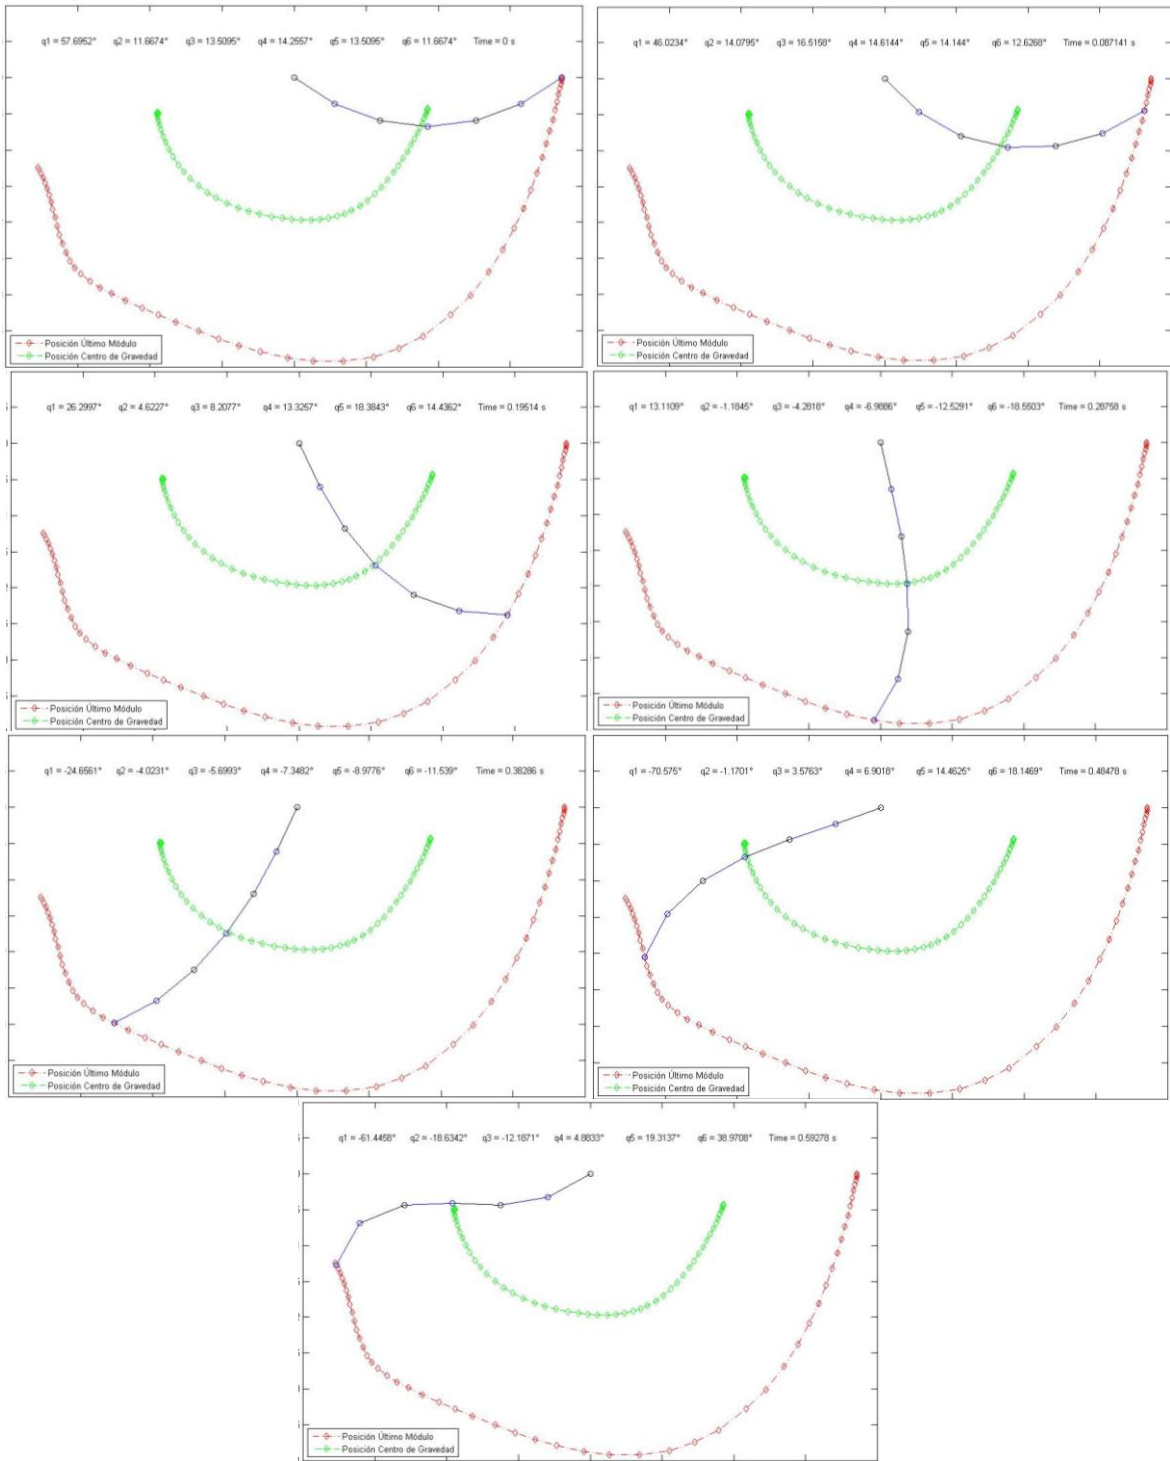 q1 = 57.6952° q2 = 11.6674° q3 = 13.5095° q4 = 14.2557° q5 = 13.5095° q6 = 11.6674° Time = 0 s
Posición Último Módulo
Posición Centro de Gravedad
q1 = 46.0234° q2 = 14.0795° q3 = 16.5158° q4 = 14.6144° q5 = 14.144° q6 = 12.6268° Time = 0.087141 s
Posición Último Módulo
Posición Centro de Gravedad
q1 = 26.2997° q2 = 4.6227° q3 = 8.2077° q4 = 13.3257° q5 = 18.3843° q6 = 14.4362° Time = 0.19514 s
Posición Último Módulo
Posición Centro de Gravedad
q1 = 13.1109° q2 = -1.1845° q3 = -4.2818° q4 = -6.9886° q5 = -12.5291° q6 = -18.5503° Time = 0.28758 s
Posición Último Módulo
Posición Centro de Gravedad
q1 = -24.6561° q2 = -4.0231° q3 = -5.6993° q4 = -7.3482° q5 = -8.9776° q6 = -11.539° Time = 0.38286 s
Posición Último Módulo
Posición Centro de Gravedad
q1 = -70.575° q2 = -1.1701° q3 = 3.5763° q4 = 6.9018° q5 = 14.4625° q6 = 18.1469° Time = 0.48478 s
Posición Último Módulo
Posición Centro de Gravedad
q1 = -61.4458° q2 = -18.6342° q3 = -12.1871° q4 = 4.8833° q5 = 19.3137° q6 = 38.9708° Time = 0.59278 s
Posición Último Módulo
Posición Centro de Gravedad